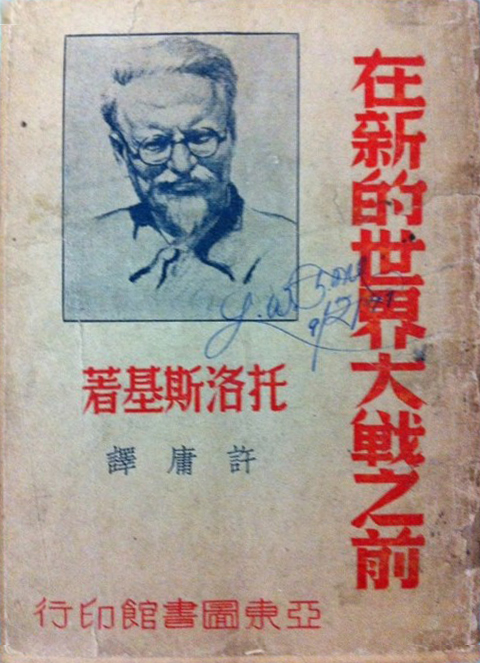 在新的世界大戦之前
托洛斯基著
許庸譯
亞東圖書館印行